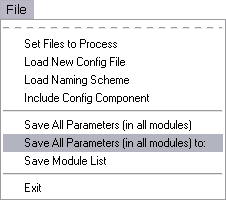 File
Set Files to Process
Load New Config File
Load Naming Scheme
Include Config Component
Save All Parameters (in all modules)
Save All Parameters (in all modules) to:
Save Module List
Exit